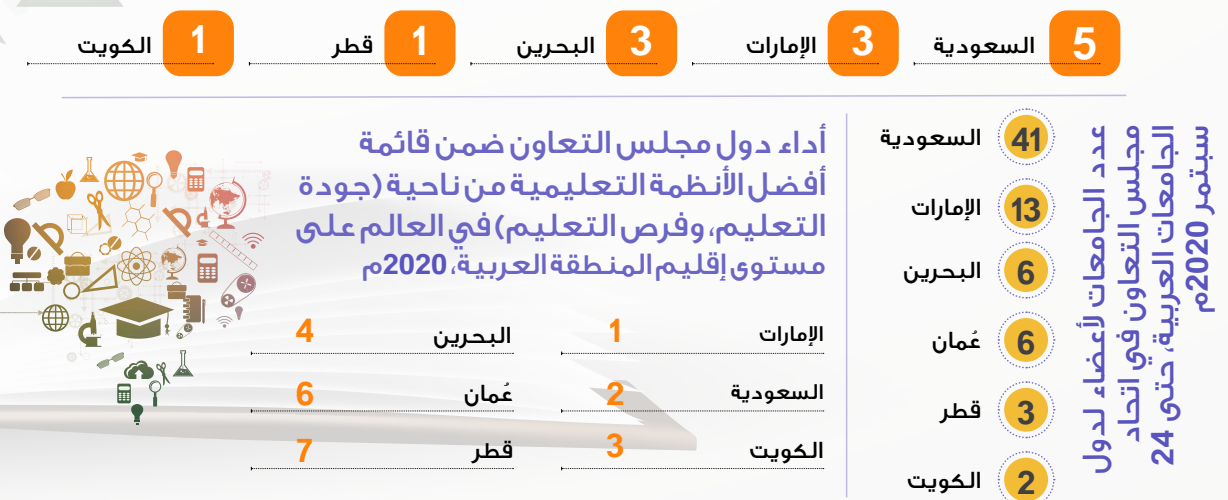 5 السعودية 3 الإمارات 3 البحرين 1 قطر 1 الكويت
عدد الجامعات لأعضاء لدول
مجلس التعاون في اتحاد
الجامعات العربية، حتى 24
سبتمر 2020م
41 السعودية
13 الإمارات
6 البحرين
6 عُمان
3 قطر
2 الكويت
أداء دول مجلس التعاون ضمن قائمة
أفضل الأنظمة التعليمية من ناحية (جودة
التعليم، وفرص التعليم) في العالم على
مستوى إقليم المنطقة العربية، 2020م
الإمارات 1 البحرين 4
السعودية 2 عُمان 6
الكويت 3 قطر 7